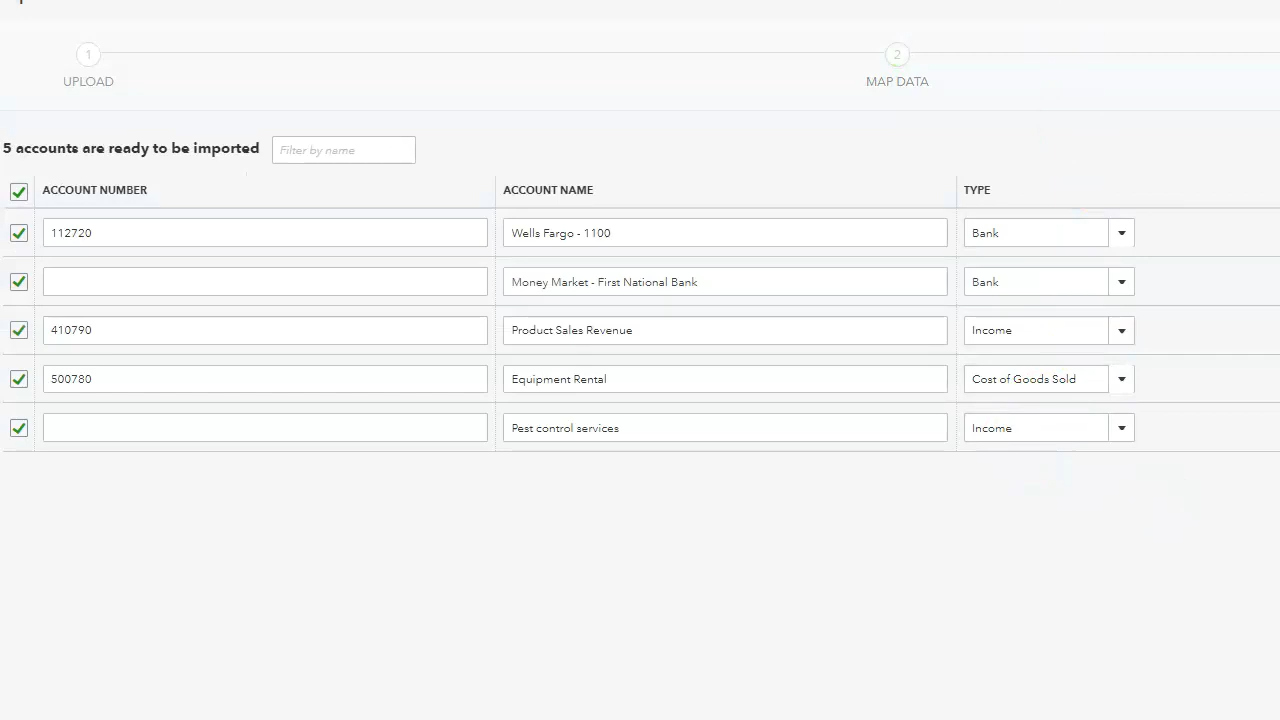 1
2
UPLOAD
MAP DATA
5 accounts are ready to be imported
Filter by name
ACCOUNT NUMBER
ACCOUNT NAME
TYPE
112720
Wells Fargo - 1100
Bank
Money Market - First National Bank
Bank
410790
Product Sales Revenue
Income
500780
Equipment Rental
Cost of Goods Sold
Pest control services
Income